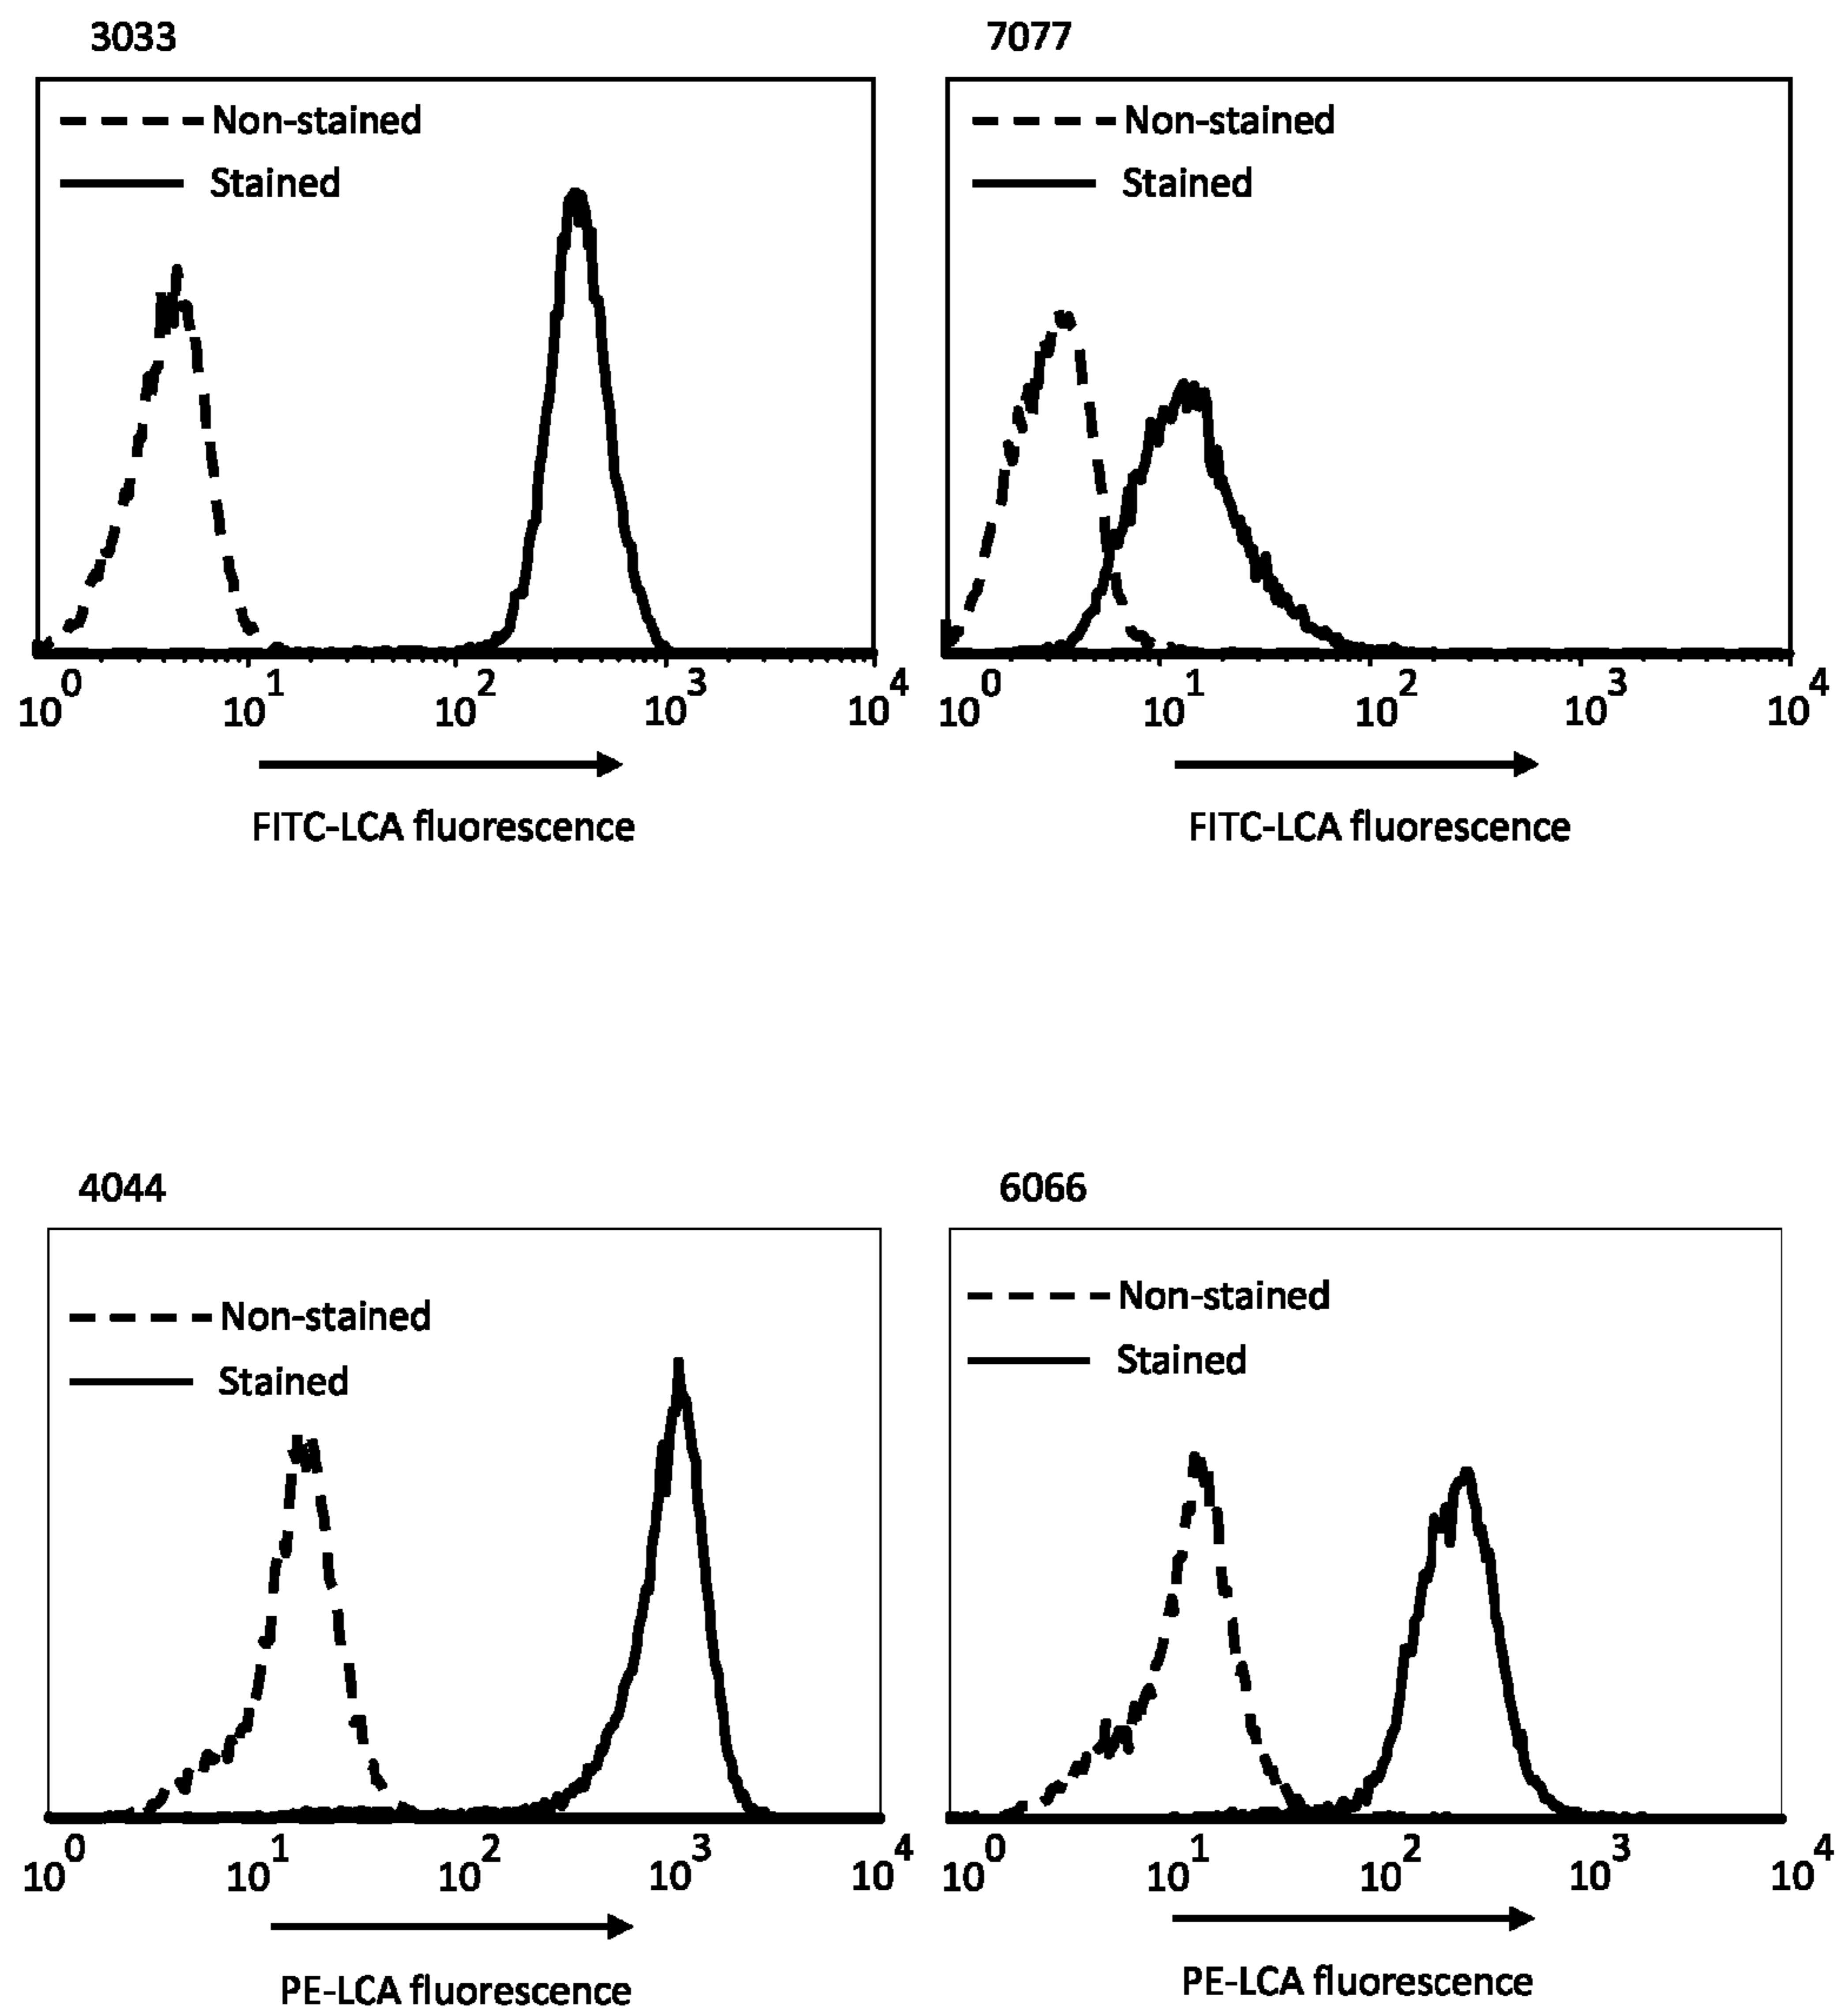 3033
Non-stained
Stained
10^0 10^1 10^2 10^3 10^4
FITC-LCA fluorescence
7077
Non-stained
Stained
10^0 10^1 10^2 10^3 10^4
FITC-LCA fluorescence
4044
Non-stained
Stained
10^0 10^1 10^2 10^3 10^4
PE-LCA fluorescence
6066
Non-stained
Stained
10^0 10^1 10^2 10^3 10^4
PE-LCA fluorescence